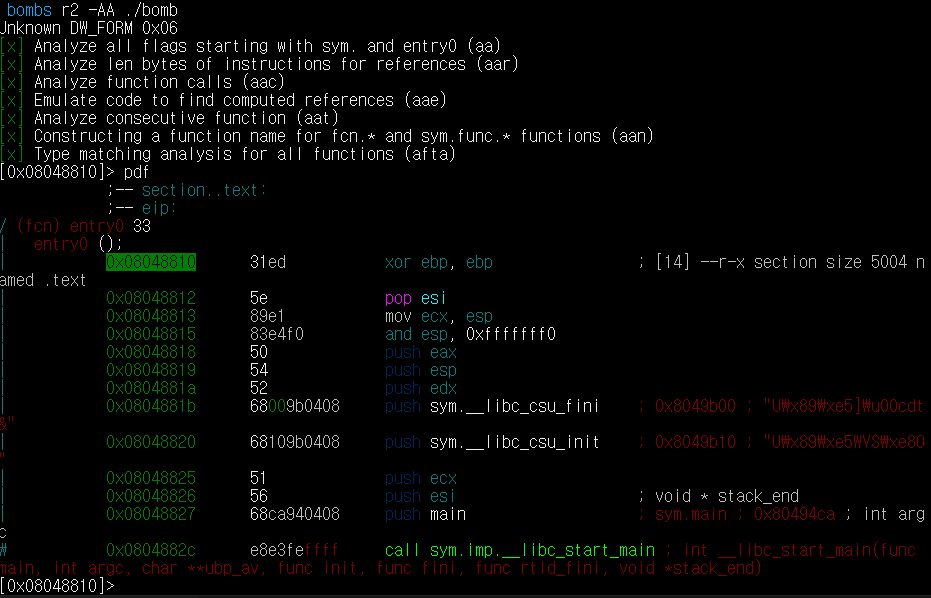 bombs r2 -AA ./bomb
Unknown DW_FORM 0x06
[x] Analyze all flags starting with sym. and entry0 (aa)
[x] Analyze len bytes of instructions for references (aar)
[x] Analyze function calls (aac)
[x] Emulate code to find computed references (aae)
[x] Analyze consecutive function (aat)
[x] Constructing a function name for fcn.* and sym.func.* functions (aan)
[x] Type matching analysis for all functions (afta)
[0x08048810]> pdf
;-- section..text:
;-- eip:
/ (fcn) entry0 33
| entry0 ();
| 0x08048810 31ed xor ebp, ebp ; [14] --r-x section size 5004 n
amed .text
| 0x08048812 5e pop esi
| 0x08048813 89e1 mov ecx, esp
| 0x08048815 83e4f0 and esp, 0xfffffff0
| 0x08048818 50 push eax
| 0x08048819 54 push esp
| 0x0804881a 52 push edx
| 0x0804881b 68009b0408 push sym.__libc_csu_fini ; 0x8049b00 ; "U₩x89₩xe5]₩u00cdt
&"
| 0x08048820 68109b0408 push sym.__libc_csu_init ; 0x8049b10 ; "U₩x89₩xe5₩VS₩xe80
"
| 0x08048825 51 push ecx
| 0x08048826 56 push esi ; void * stack_end
| 0x08048827 68ca940408 push main ; sym.main ; 0x80494ca ; int arg
c
# 0x0804882c e8e3feffff call sym.imp.__libc_start_main ; int __libc_start_main(func
main, int argc, char **ubp_av, func init, func fini, func rtld_fini, void *stack_end)
[0x08048810]>